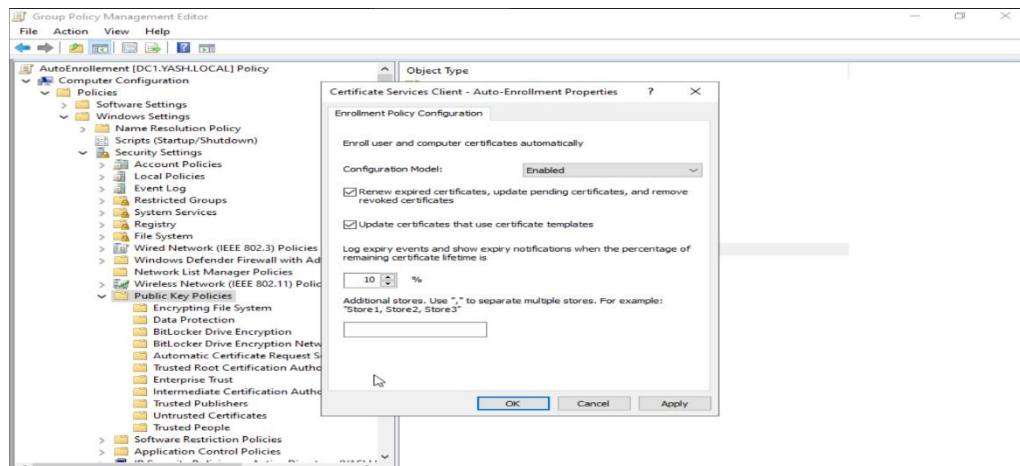 Group Policy Management Editor
File Action View Help
AutoEnrollement [DC1.YASH.LOCAL] Policy
Computer Configuration
Policies
Software Settings
Windows Settings
Name Resolution Policy
Scripts (Startup/Shutdown)
Security Settings
Account Policies
Local Policies
Event Log
Restricted Groups
System Services
Registry
File System
Wired Network (IEEE 802.3) Policies
Windows Defender Firewall with Ad
Network List Manager Policies
Wireless Network (IEEE 802.11) Polic
Public Key Policies
Encrypting File System
Data Protection
BitLocker Drive Encryption
BitLocker Drive Encryption Netw
Automatic Certificate Request S
Trusted Root Certification Autho
Enterprise Trust
Intermediate Certification Autho
Trusted Publishers
Untrusted Certificates
Trusted People
Software Restriction Policies
Application Control Policies
Object Type
Certificate Services Client - Auto-Enrollment Properties ? ×
Enrollment Policy Configuration
Enroll user and computer certificates automatically
Configuration Model: Enabled
Renew expired certificates, update pending certificates, and remove
revoked certificates
Update certificates that use certificate templates
Log expiry events and show expiry notifications when the percentage of
remaining certificate lifetime is
10 %
Additional stores. Use "," to separate multiple stores. For example:
"Store1, Store2, Store3"
OK Cancel Apply